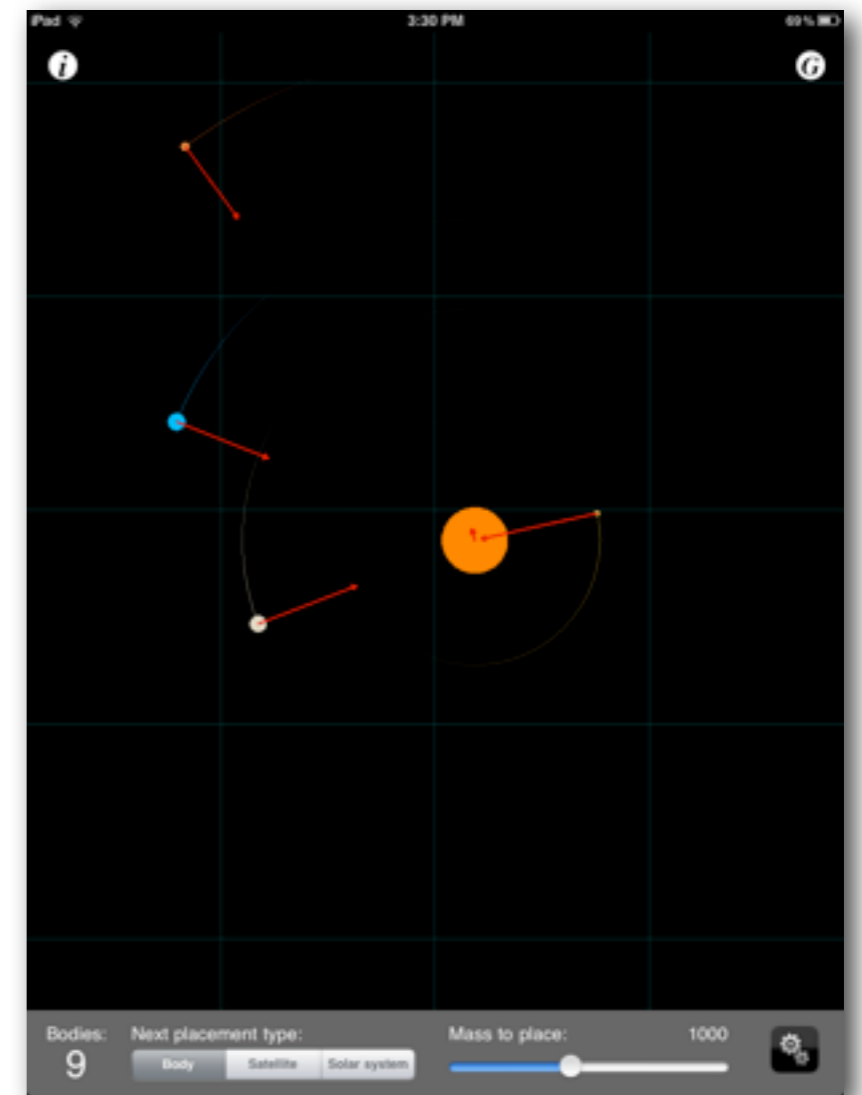 iPad 3:30 PM 69%
i G
Bodies: Next placement type: Mass to place: 1000
9 Body Satellite Solar system